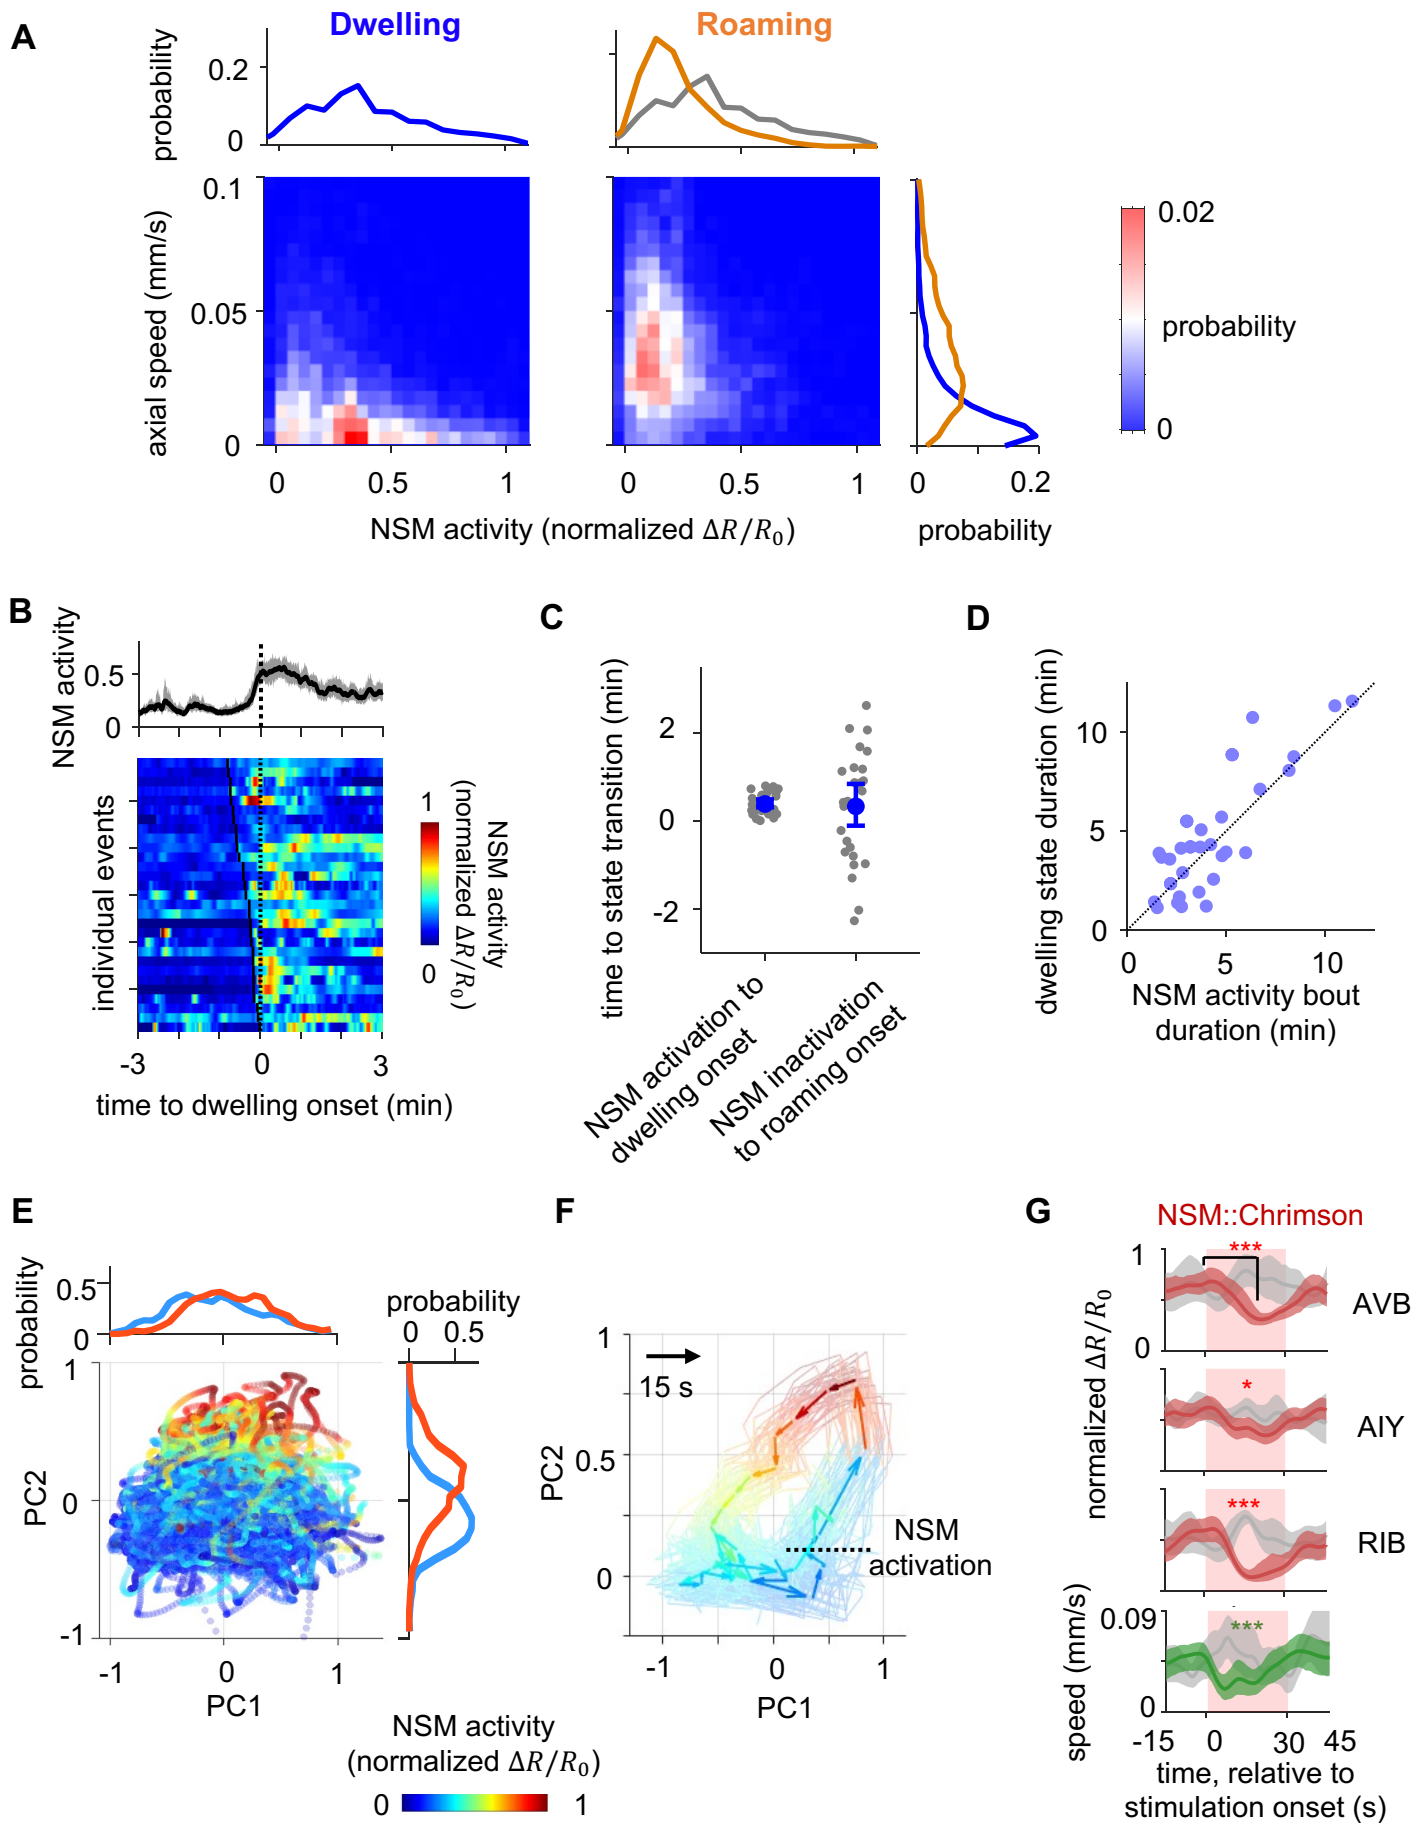 A
Dwelling
Roaming
probability
0.2
0
0.1
0.05
0
axial speed (mm/s)
0
0.5
1
0
0.5
1
NSM activity (normalized ΔR/R0)
0
0.2
probability
0.02
probability
0
B
NSM activity
0.5
0
individual events
-3
0
3
time to dwelling onset (min)
1
0
NSM activity
(normalized ΔR/R0)
C
time to state transition (min)
2
0
-2
NSM activation to
dwelling onset
NSM inactivation
to roaming onset
D
dwelling state duration (min)
10
5
0
0
5
10
NSM activity bout
duration (min)
E
probability
0.5
0
probability
0
0.5
1
0
-1
PC2
-1
0
1
PC1
NSM activity
(normalized ΔR/R0)
0
1
F
1
0.5
0
PC2
15 s
NSM
activation
-1
0
1
PC1
G
NSM::Chrimson
normalized ΔR/R0
1
0
***
AVB
*
AIY
***
RIB
speed (mm/s)
0.09
0
***
-15
0
30
45
time, relative to
stimulation onset (s)